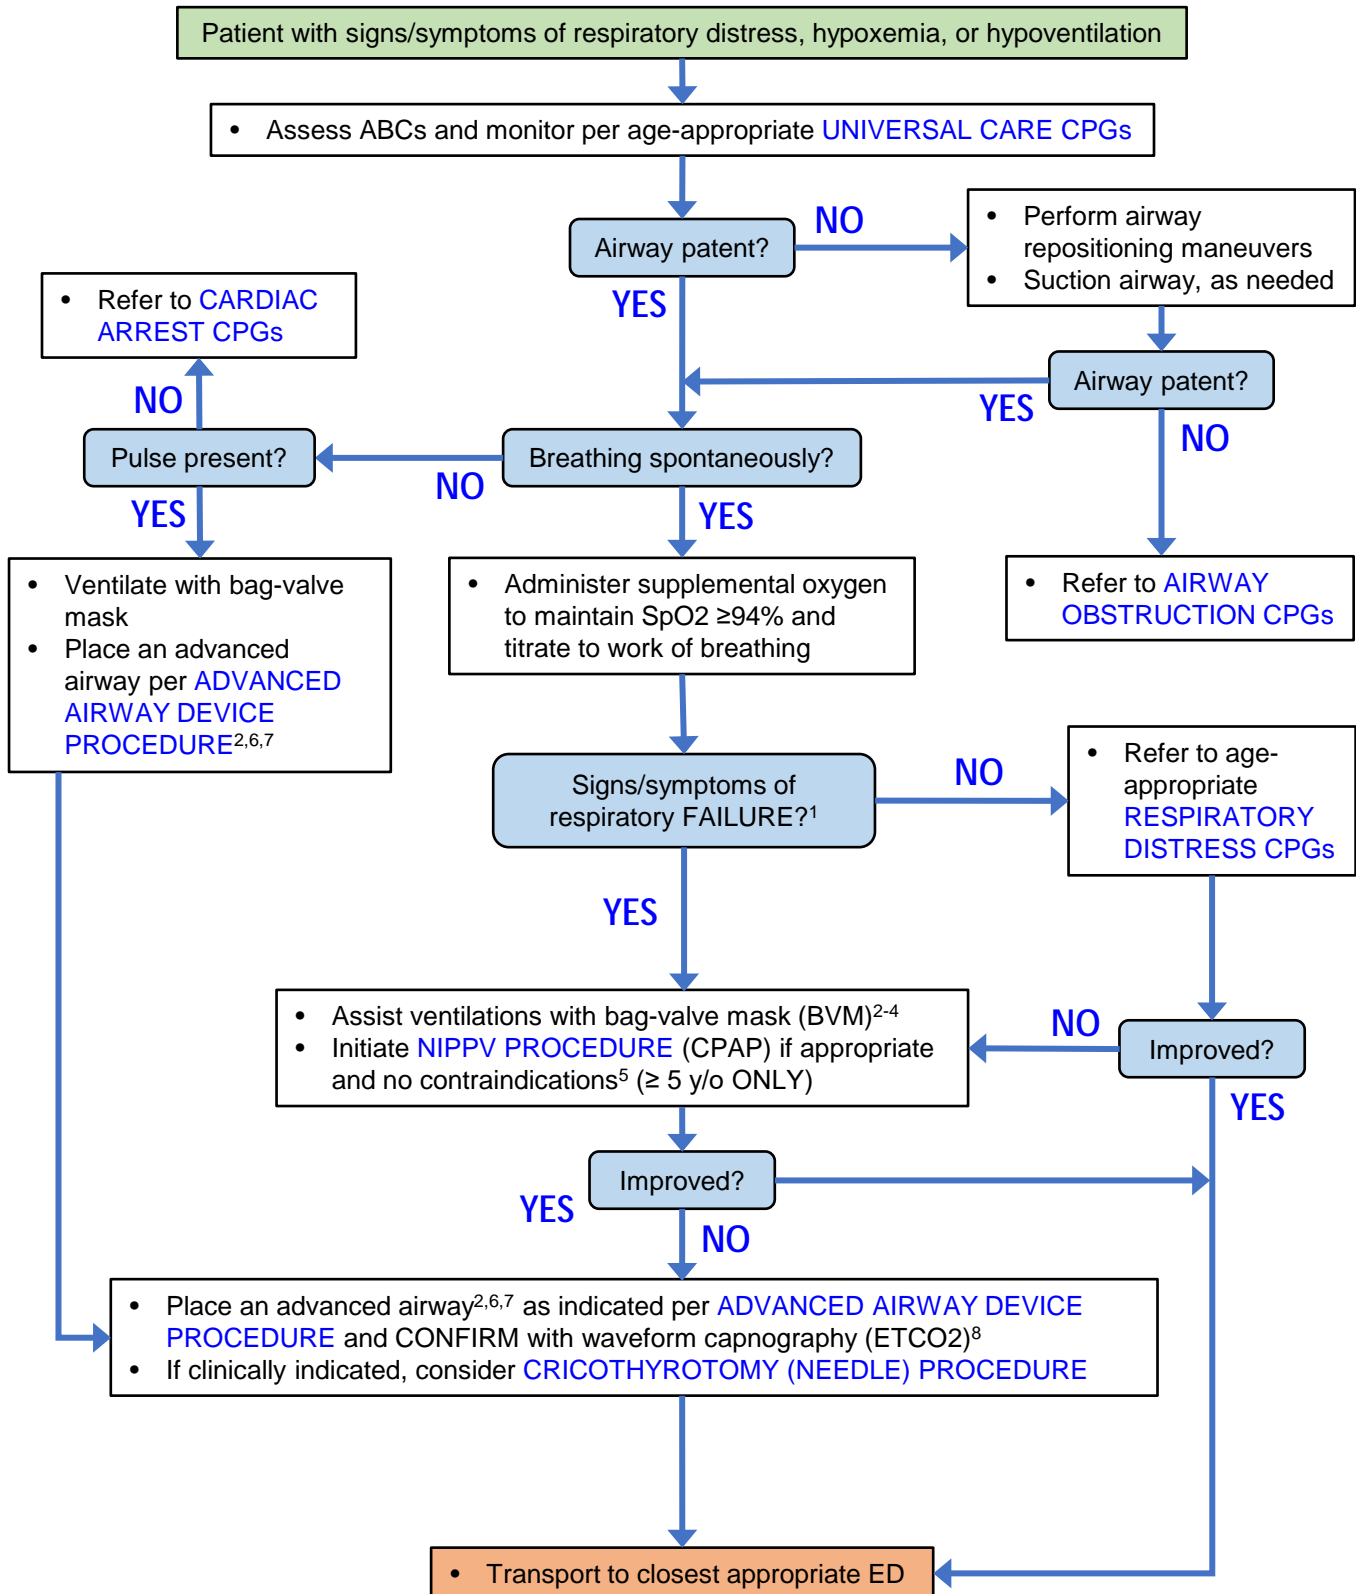 Patient with signs/symptoms of respiratory distress, hypoxemia, or hypoventilation
• Assess ABCs and monitor per age-appropriate UNIVERSAL CARE CPGs
Airway patent?
NO
YES
• Perform airway
repositioning maneuvers
• Suction airway, as needed
Airway patent?
YES
NO
• Refer to AIRWAY
OBSTRUCTION CPGs
• Refer to CARDIAC
ARREST CPGs
NO
Pulse present?
YES
Breathing spontaneously?
NO
YES
• Ventilate with bag-valve
mask
• Place an advanced
airway per ADVANCED
AIRWAY DEVICE
PROCEDURE2,6,7
• Administer supplemental oxygen
to maintain SpO2 ≥94% and
titrate to work of breathing
Signs/symptoms of
respiratory FAILURE?1
NO
YES
• Refer to age-
appropriate
RESPIRATORY
DISTRESS CPGs
• Assist ventilations with bag-valve mask (BVM)2-4
• Initiate NIPPV PROCEDURE (CPAP) if appropriate
and no contraindications5 (≥ 5 y/o ONLY)
NO
Improved?
YES
Improved?
YES
NO
• Place an advanced airway2,6,7 as indicated per ADVANCED AIRWAY DEVICE
PROCEDURE and CONFIRM with waveform capnography (ETCO2)8
• If clinically indicated, consider CRICOTHYROTOMY (NEEDLE) PROCEDURE
• Transport to closest appropriate ED